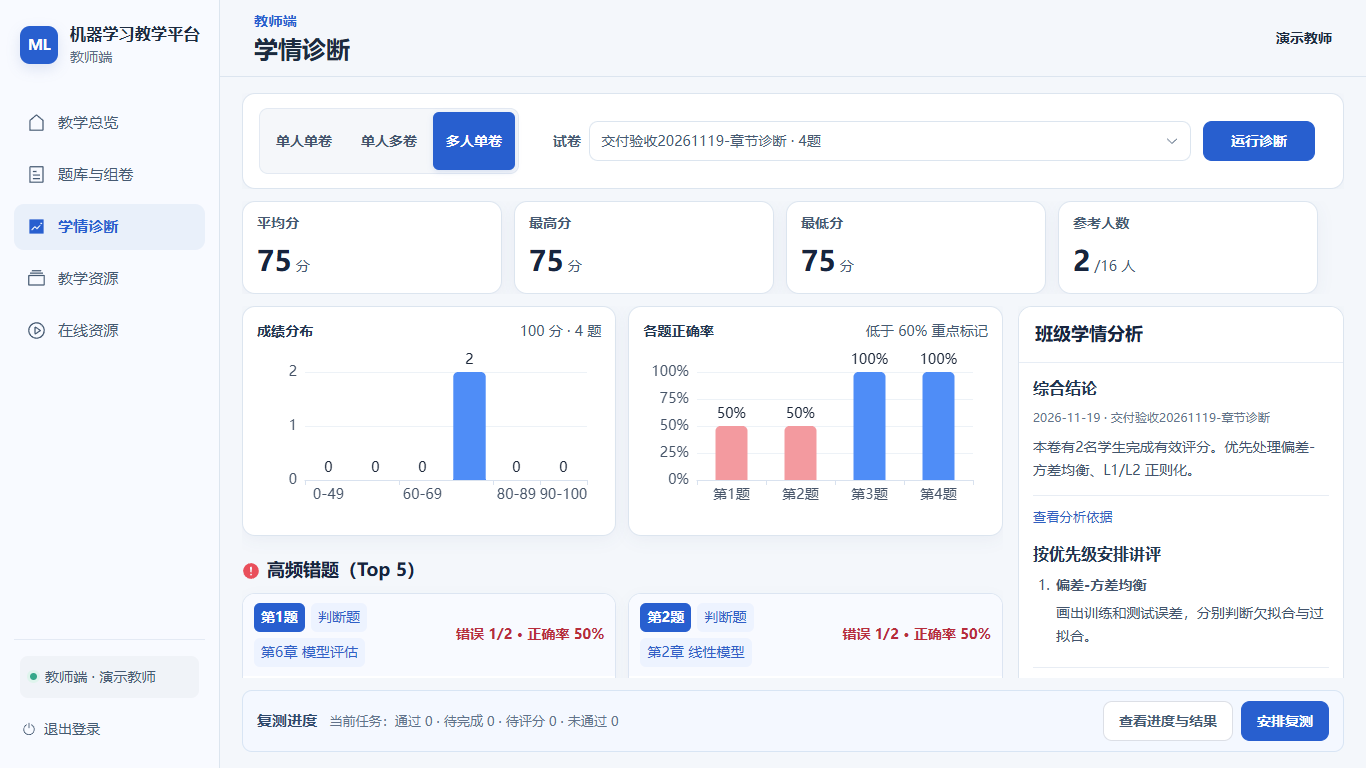 ML
机器学习教学平台
教师端
教学总览
题库与组卷
学情诊断
教学资源
在线资源
教师端 · 演示教师
退出登录
教师端
学情诊断
演示教师
单人单卷 单人多卷 多人单卷
试卷 交付验收20261119-章节诊断 · 4题
运行诊断
平均分
75 分
最高分
75 分
最低分
75 分
参考人数
2 /16 人
成绩分布 100 分 · 4 题
2
1
0
0 0 0 2 0 0
0-49 60-69 80-89 90-100
各题正确率 低于 60% 重点标记
100%
75%
50%
25%
0%
50% 50% 100% 100%
第1题 第2题 第3题 第4题
高频错题（Top 5）
第1题 判断题
第6章 模型评估
错误 1/2 • 正确率 50%
第2题 判断题
第2章 线性模型
错误 1/2 • 正确率 50%
班级学情分析
综合结论
2026-11-19 · 交付验收20261119-章节诊断
本卷有2名学生完成有效评分。优先处理偏差-
方差均衡、L1/L2 正则化。
查看分析依据
按优先级安排讲评
1. 偏差-方差均衡
画出训练和测试误差，分别判断欠拟合与过
拟合。
复测进度 当前任务：通过 0 · 待完成 0 · 待评分 0 · 未通过 0
查看进度与结果
安排复测